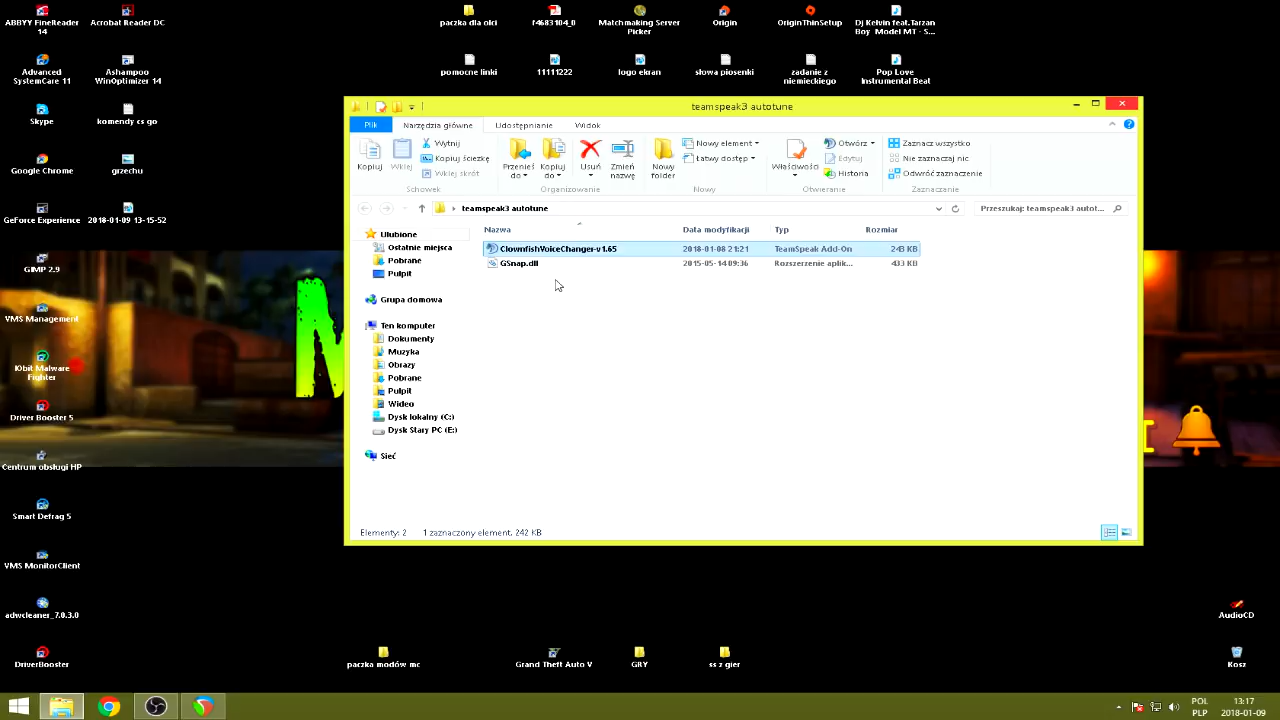 ABBYY FineReader 14
Acrobat Reader DC
paczka dla olci
f4683104_0
Matchmaking Server Picker
Origin
OriginThinSetup
Dj Kelvin feat.Tarzan Boy Model MT - S...
Advanced SystemCare 11
Ashampoo WinOptimizer 14
pomocne linki
11111222
logo ekran
słowa piosenki
zadanie z niemieckiego
Pop Love Instrumental Beat
Skype
komendy cs go
Google Chrome
grzechu
GeForce Experience
2018-01-09 13-15-52
GIMP 2.9
VMS Management
IObit Malware Fighter
Driver Booster 5
Centrum obsługi HP
Smart Defrag 5
VMS MonitorClient
adwcleaner_7.0.3.0
DriverBooster
teamspeak3 autotune
Plik
Narzędzia główne
Udostępnianie
Widok
Kopiuj
Wklej
Wytnij
Kopiuj ścieżkę
Wklej skrót
Schowek
Przenieś do
Kopiuj do
Usuń
Zmień nazwę
Organizowanie
Nowy folder
Nowy element
Łatwy dostęp
Nowy
Właściwości
Otwórz
Edytuj
Historia
Otwieranie
Zaznacz wszystko
Nie zaznaczaj nic
Odwróć zaznaczenie
Zaznaczanie
teamspeak3 autotune
Przeszukaj: teamspeak3 autot...
Nazwa Data modyfikacji Typ Rozmiar
ClownfishVoiceChanger-v1.65 2018-01-08 21:21 TeamSpeak Add-On 243 KB
GSnap.dll 2015-05-14 09:36 Rozszerzenie aplik... 433 KB
Ulubione
Ostatnie miejsca
Pobrane
Pulpit
Grupa domowa
Ten komputer
Dokumenty
Muzyka
Obrazy
Pobrane
Pulpit
Wideo
Dysk lokalny (C:)
Dysk Stary PC (E:)
Sieć
Elementy: 2 1 zaznaczony element. 242 KB
AudioCD
Kosz
paczka modów mc
Grand Theft Auto V
GRY
ss z gier
POL
PLP
13:17
2018-01-09